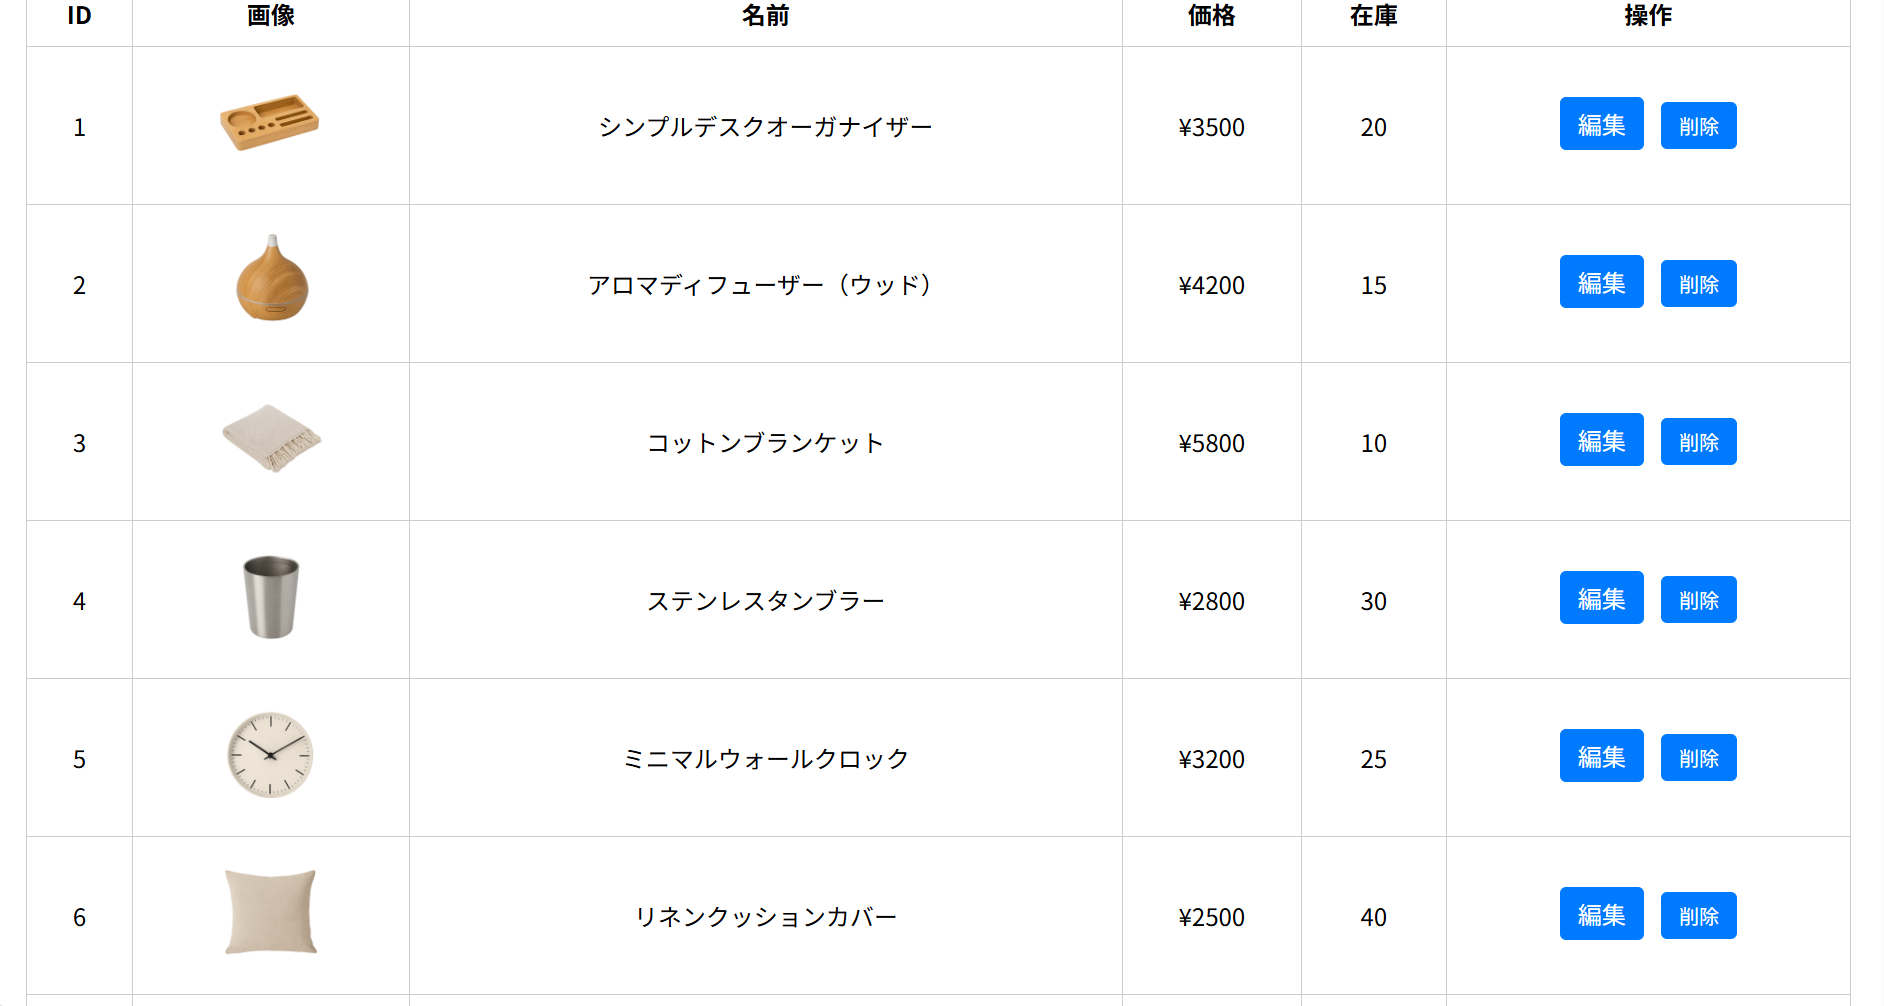 ID 画像 名前 価格 在庫 操作
1 シンプルデスクオーガナイザー ¥3500 20 編集 削除
2 アロマディフューザー（ウッド） ¥4200 15 編集 削除
3 コットンブランケット ¥5800 10 編集 削除
4 ステンレスタンブラー ¥2800 30 編集 削除
5 ミニマルウォールクロック ¥3200 25 編集 削除
6 リネンクッションカバー ¥2500 40 編集 削除